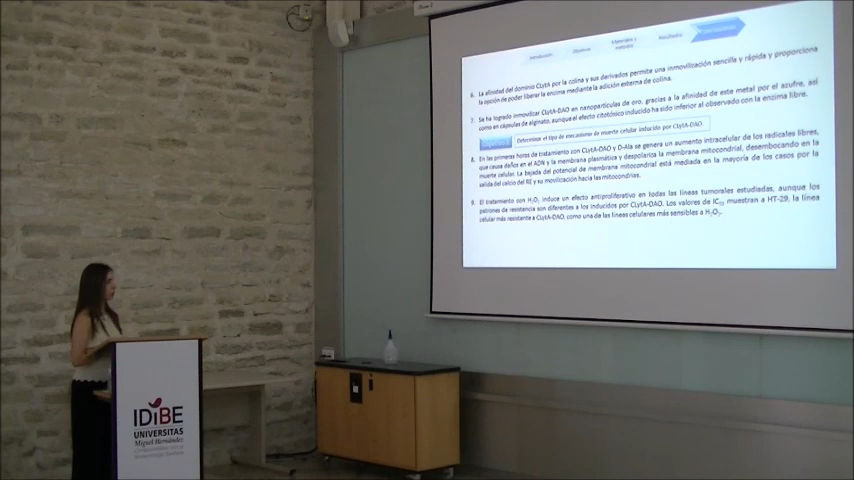 Introducción
Objetivos
Materiales y
métodos
Resultados
Conclusiones
6. La afinidad del dominio CLytA por la colina y sus derivados permite una inmovilización sencilla y rápida y proporciona
la opción de poder liberar la enzima mediante la adición externa de colina.
7. Se ha logrado inmovilizar CLytA-DAO en nanopartículas de oro, gracias a la afinidad de este metal por el azufre, así
como en cápsulas de alginato, aunque el efecto citotóxico inducido ha sido inferior al observado con la enzima libre.
Determinar el tipo de mecanismo de muerte celular inducido por CLytA-DAO.
8. En las primeras horas de tratamiento con CLytA-DAO y D-Ala se genera un aumento intracelular de los radicales libres,
que causa daños en el ADN y la membrana plasmática y despolariza la membrana mitocondrial, desembocando en la
muerte celular. La bajada del potencial de membrana mitocondrial está mediada en la mayoría de los casos por la
salida del calcio del RE y su movilización hacia las mitocondrias.
9. El tratamiento con H₂O₂ induce un efecto antiproliferativo en todas las líneas tumorales estudiadas, aunque los
patrones de resistencia son diferentes a los inducidos por CLytA-DAO. Los valores de IC₅₀ muestran a HT-29, la línea
celular más resistente a CLytA-DAO, como una de las líneas celulares más sensibles a H₂O₂.
IDiBE
UNIVERSITAS
Miguel Hernández